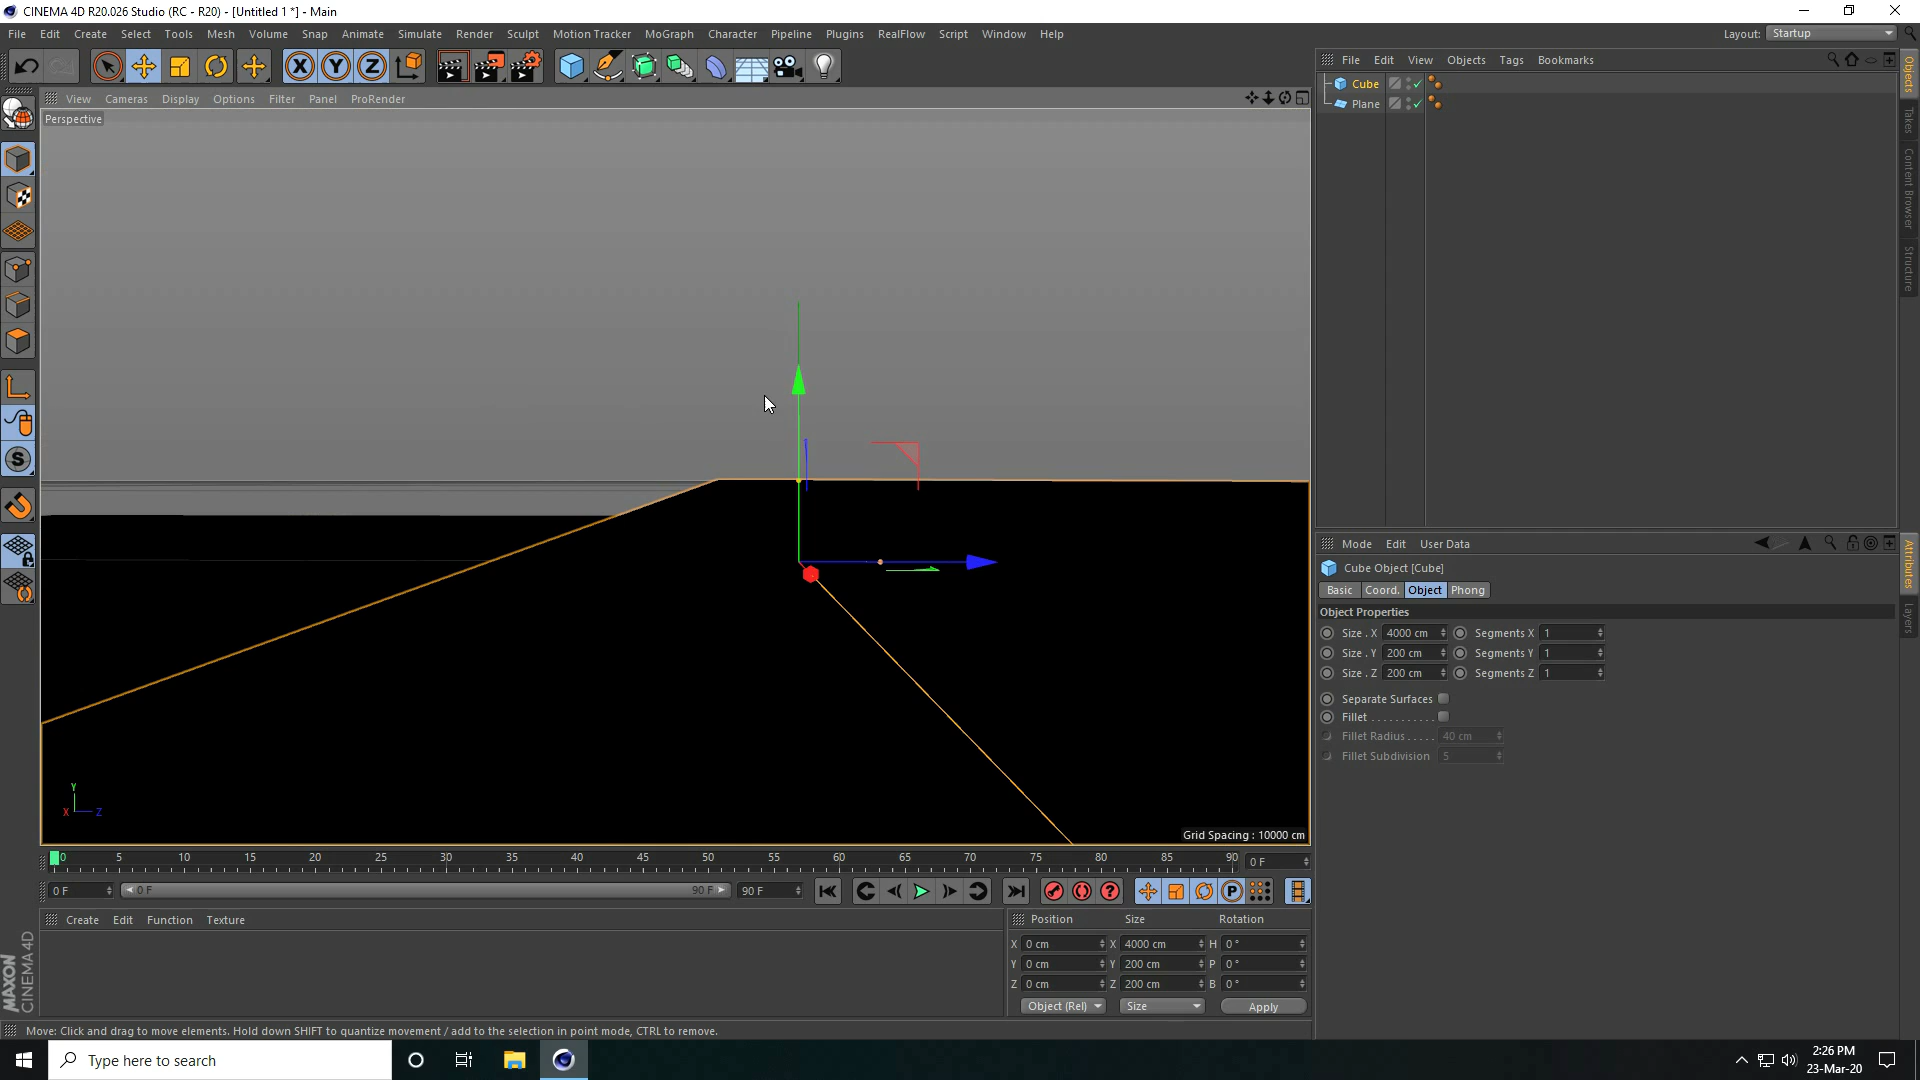 CINEMA 4D R20.026 Studio (RC - R20) - [Untitled 1 *] - Main
File Edit Create Select Tools Mesh Volume Snap Animate Simulate Render Sculpt Motion Tracker MoGraph Character Pipeline Plugins RealFlow Script Window Help
Layout: Startup
View Cameras Display Options Filter Panel ProRender
Perspective
Grid Spacing : 10000 cm
Y
X
Z
0 5 10 15 20 25 30 35 40 45 50 55 60 65 70 75 80 85 90
0 F
0 F
0 F
90 F
90 F
Create Edit Function Texture
MAXON
CINEMA 4D
Position Size Rotation
X 0 cm X 4000 cm H 0 °
Y 0 cm Y 200 cm P 0 °
Z 0 cm Z 200 cm B 0 °
Object (Rel) Size Apply
Move: Click and drag to move elements. Hold down SHIFT to quantize movement / add to the selection in point mode, CTRL to remove.
File Edit View Objects Tags Bookmarks
Cube
Plane
Objects
Takes
Content Browser
Structure
Mode Edit User Data
Cube Object [Cube]
Basic Coord. Object Phong
Object Properties
Size . X 4000 cm Segments X 1
Size . Y 200 cm Segments Y 1
Size . Z 200 cm Segments Z 1
Separate Surfaces
Fillet . . . . . . . . . . .
Fillet Radius . . . . . 40 cm
Fillet Subdivision 5
Attributes
Layers
Type here to search
2:26 PM
23-Mar-20